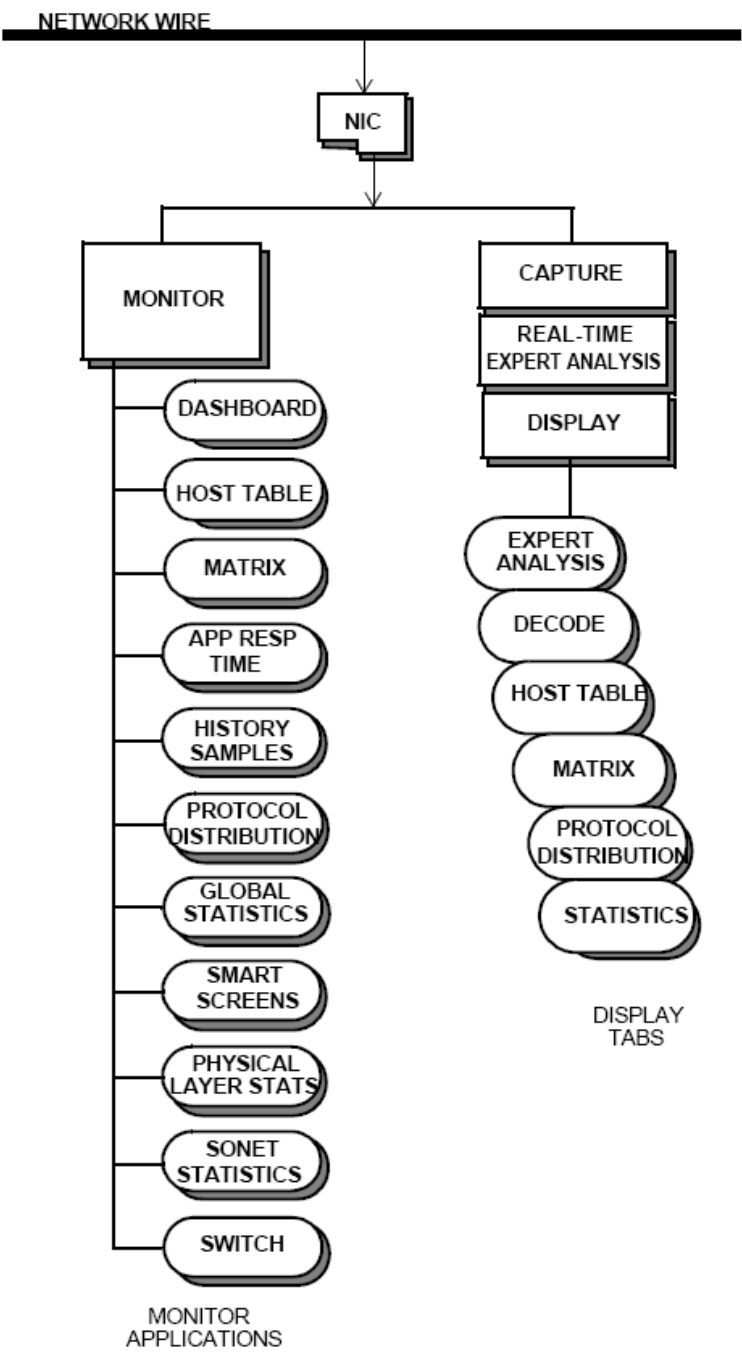 NETWORK WIRE
NIC
MONITOR
DASHBOARD
HOST TABLE
MATRIX
APP RESP
TIME
HISTORY
SAMPLES
PROTOCOL
DISTRIBUTION
GLOBAL
STATISTICS
SMART
SCREENS
PHYSICAL
LAYER STATS
SONET
STATISTICS
SWITCH
MONITOR
APPLICATIONS
CAPTURE
REAL-TIME
EXPERT ANALYSIS
DISPLAY
EXPERT
ANALYSIS
DECODE
HOST TABLE
MATRIX
PROTOCOL
DISTRIBUTION
STATISTICS
DISPLAY
TABS